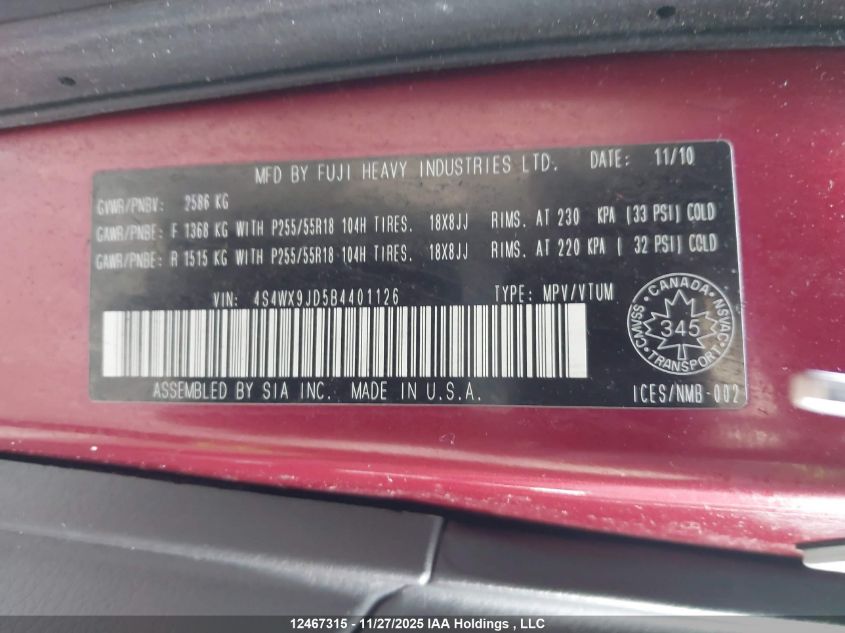 MFD BY FUJI HEAVY INDUSTRIES LTD. DATE: 11/10
GVWR/PNBV: 2586 KG
GAWR/PNBE: F 1368 KG WITH P255/55R18 104H TIRES. 18X8JJ RIMS. AT 230 KPA (33 PSI) COLD
GAWR/PNBE: R 1515 KG WITH P255/55R18 104H TIRES. 18X8JJ RIMS. AT 220 KPA ( 32 PSI) COLD
VIN: 4S4WX9JD5B4401126 TYPE: MPV/VTUM
CMVSS · CANADA · NSVAC
345
TRANSPORT
ASSEMBLED BY SIA INC. MADE IN U.S.A.
ICES/NMB-002
12467315 - 11/27/2025 IAA Holdings , LLC